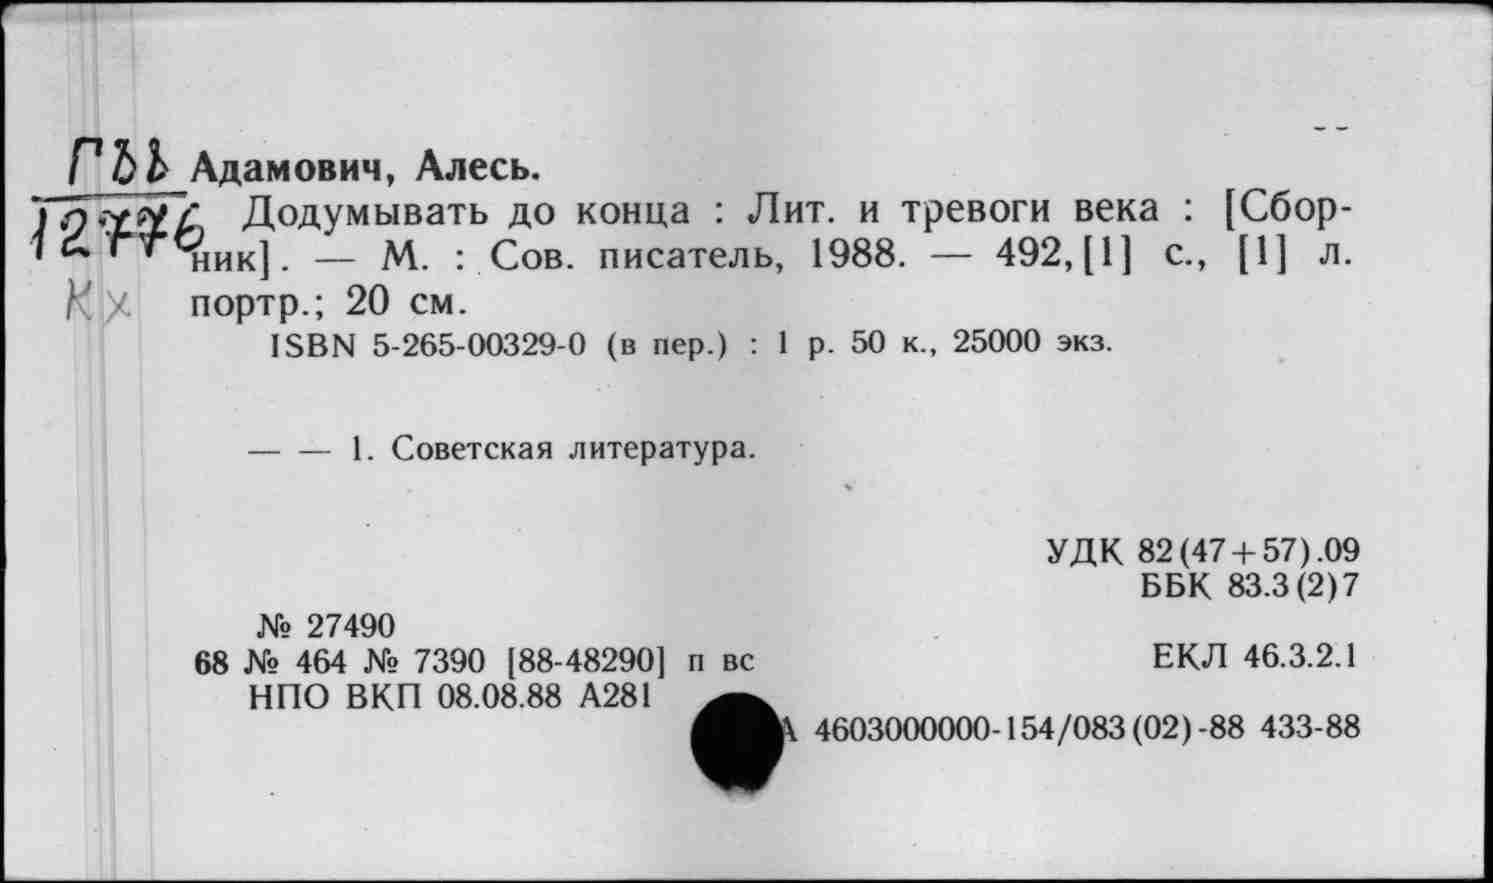 Адамович, Алесь.
12776 Додумывать до конца : Лит. и тревоги века : [Сбор-
ник]. — М. : Сов. писатель, 1988. — 492,[1] с., [1] л.
Кх портр.; 20 см.
ISBN 5-265-00329-0 (в пер.) : 1 р. 50 к., 25000 экз.
— — 1. Советская литература.
УДК 82(47+57).09
ББК 83.3(2)7
№ 27490
68 № 464 № 7390 [88-48290] п вс
ЕКЛ 46.3.2.1
НПО ВКП 08.08.88 А281
4603000000-154/083(02)-88 433-88